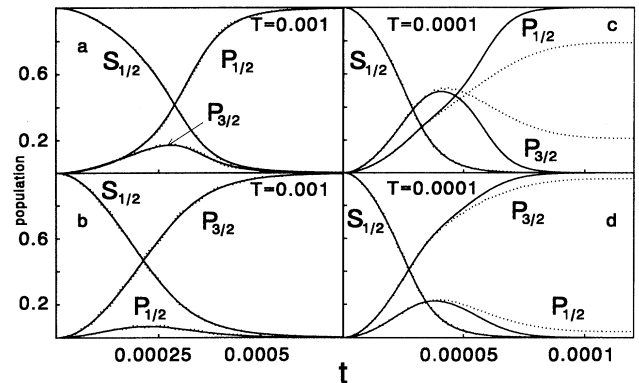 a
T=0.001
P1/2
S1/2
P3/2
0.6
0.2
T=0.0001
P1/2
c
S1/2
P3/2
population
S1/2
T=0.001
b
P3/2
P1/2
0.6
0.2
T=0.0001
S1/2
P3/2
d
P1/2
0.00025
0.0005
0.00005
0.0001
t